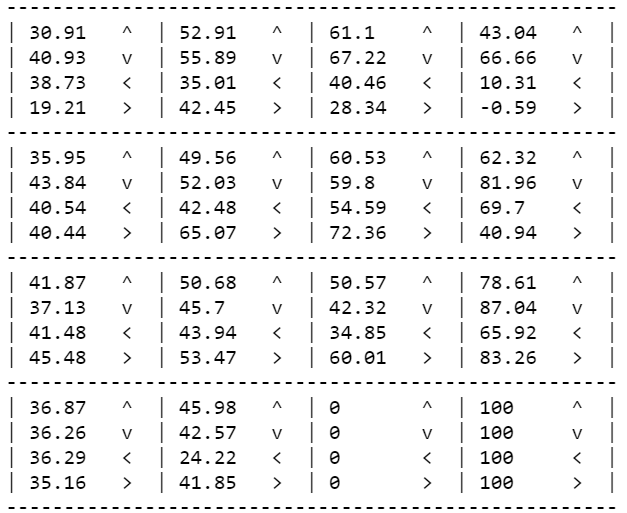 -----------------------------------------------------
| 30.91   ^  | 52.91   ^  | 61.1    ^  | 43.04   ^  |
| 40.93   v  | 55.89   v  | 67.22   v  | 66.66   v  |
| 38.73   <  | 35.01   <  | 40.46   <  | 10.31   <  |
| 19.21   >  | 42.45   >  | 28.34   >  | -0.59   >  |
-----------------------------------------------------
| 35.95   ^  | 49.56   ^  | 60.53   ^  | 62.32   ^  |
| 43.84   v  | 52.03   v  | 59.8    v  | 81.96   v  |
| 40.54   <  | 42.48   <  | 54.59   <  | 69.7    <  |
| 40.44   >  | 65.07   >  | 72.36   >  | 40.94   >  |
-----------------------------------------------------
| 41.87   ^  | 50.68   ^  | 50.57   ^  | 78.61   ^  |
| 37.13   v  | 45.7    v  | 42.32   v  | 87.04   v  |
| 41.48   <  | 43.94   <  | 34.85   <  | 65.92   <  |
| 45.48   >  | 53.47   >  | 60.01   >  | 83.26   >  |
-----------------------------------------------------
| 36.87   ^  | 45.98   ^  | 0       ^  | 100     ^  |
| 36.26   v  | 42.57   v  | 0       v  | 100     v  |
| 36.29   <  | 24.22   <  | 0       <  | 100     <  |
| 35.16   >  | 41.85   >  | 0       >  | 100     >  |
-----------------------------------------------------